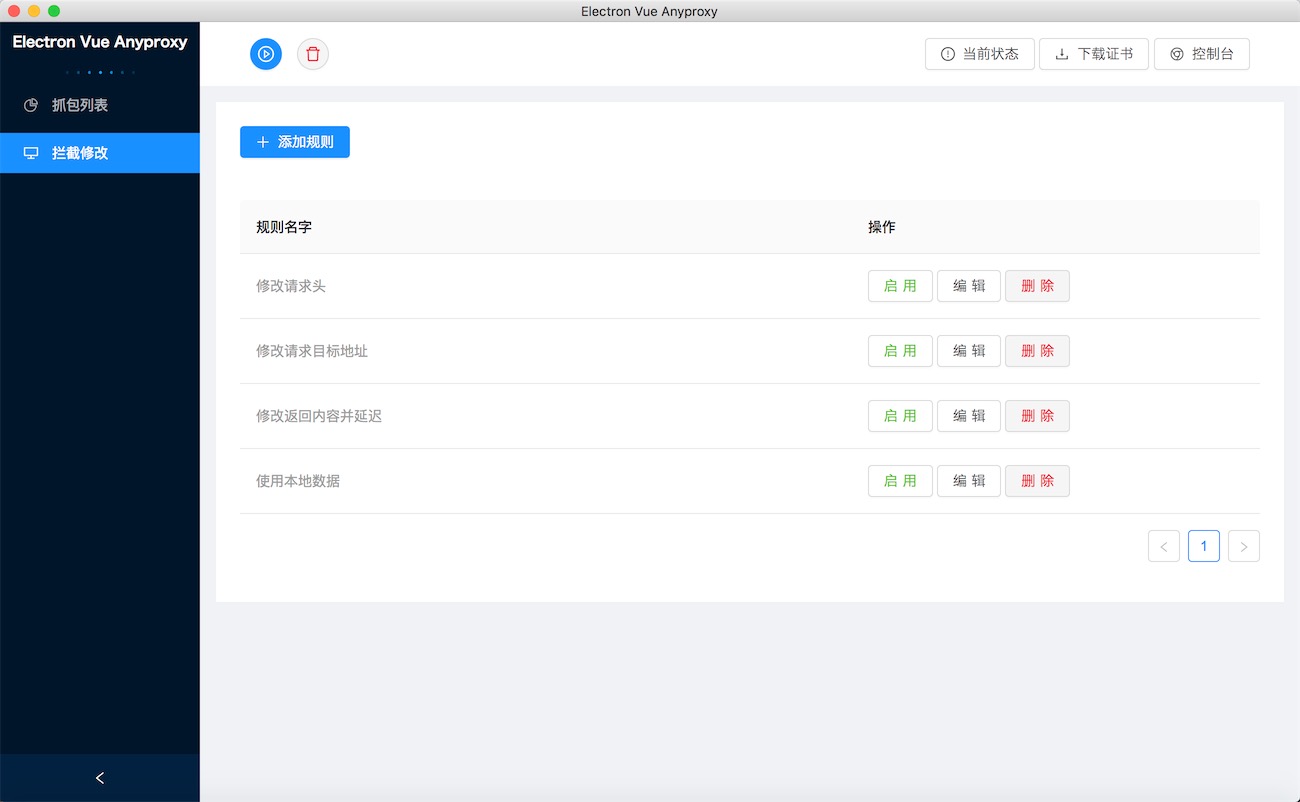 Electron Vue Anyproxy
Electron Vue Anyproxy
抓包列表
拦截修改
当前状态 下载证书 控制台
添加规则
规则名字 操作
修改请求头 启用 编辑 删除
修改请求目标地址 启用 编辑 删除
修改返回内容并延迟 启用 编辑 删除
使用本地数据 启用 编辑 删除
1